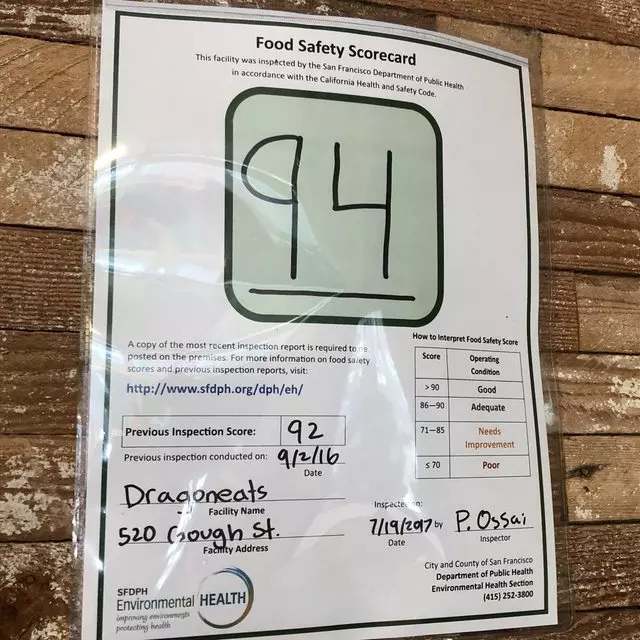 Food Safety Scorecard
This facility was inspected by the San Francisco Department of Public Health
in accordance with the California Health and Safety Code.
94
A copy of the most recent inspection report is required to be
posted on the premises. For more information on food safety
scores and previous inspection reports, visit:
http://www.sfdph.org/dph/eh/
How to Interpret Food Safety Score
Score Operating Condition
> 90 Good
86—90 Adequate
71—85 Needs Improvement
≤ 70 Poor
Previous Inspection Score: 92
Previous inspection conducted on: 9/2/16
Date
Dragoneats
Facility Name
520 Gough St.
Facility Address
Inspected on:
7/19/2017 by P. Ossai
Date Inspector
SFDPH
Environmental HEALTH
improving environments
protecting health
City and County of San Francisco
Department of Public Health
Environmental Health Section
(415) 252-3800